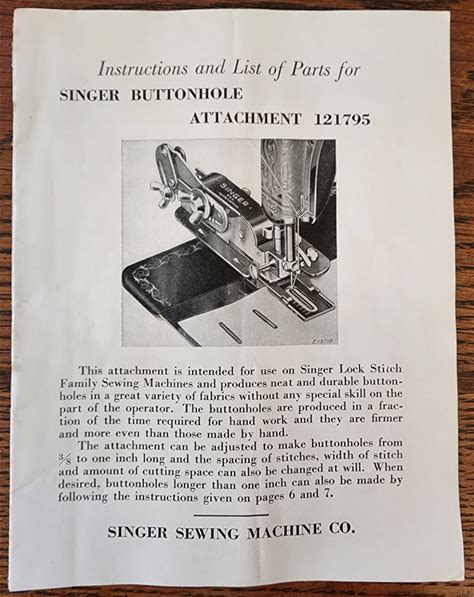 Instructions and List of Parts for
SINGER BUTTONHOLE
ATTACHMENT 121795
SINGER
This attachment is intended for use on Singer Lock Stitch
Family Sewing Machines and produces neat and durable button-
holes in a great variety of fabrics without any special skill on the
part of the operator. The buttonholes are produced in a frac-
tion of the time required for hand work and they are firmer
and more even than those made by hand.
The attachment can be adjusted to make buttonholes from
3/8 to one inch long and the spacing of stitches, width of stitch
and amount of cutting space can also be changed at will. When
desired, buttonholes longer than one inch can also be made by
following the instructions given on pages 6 and 7.
SINGER SEWING MACHINE CO.